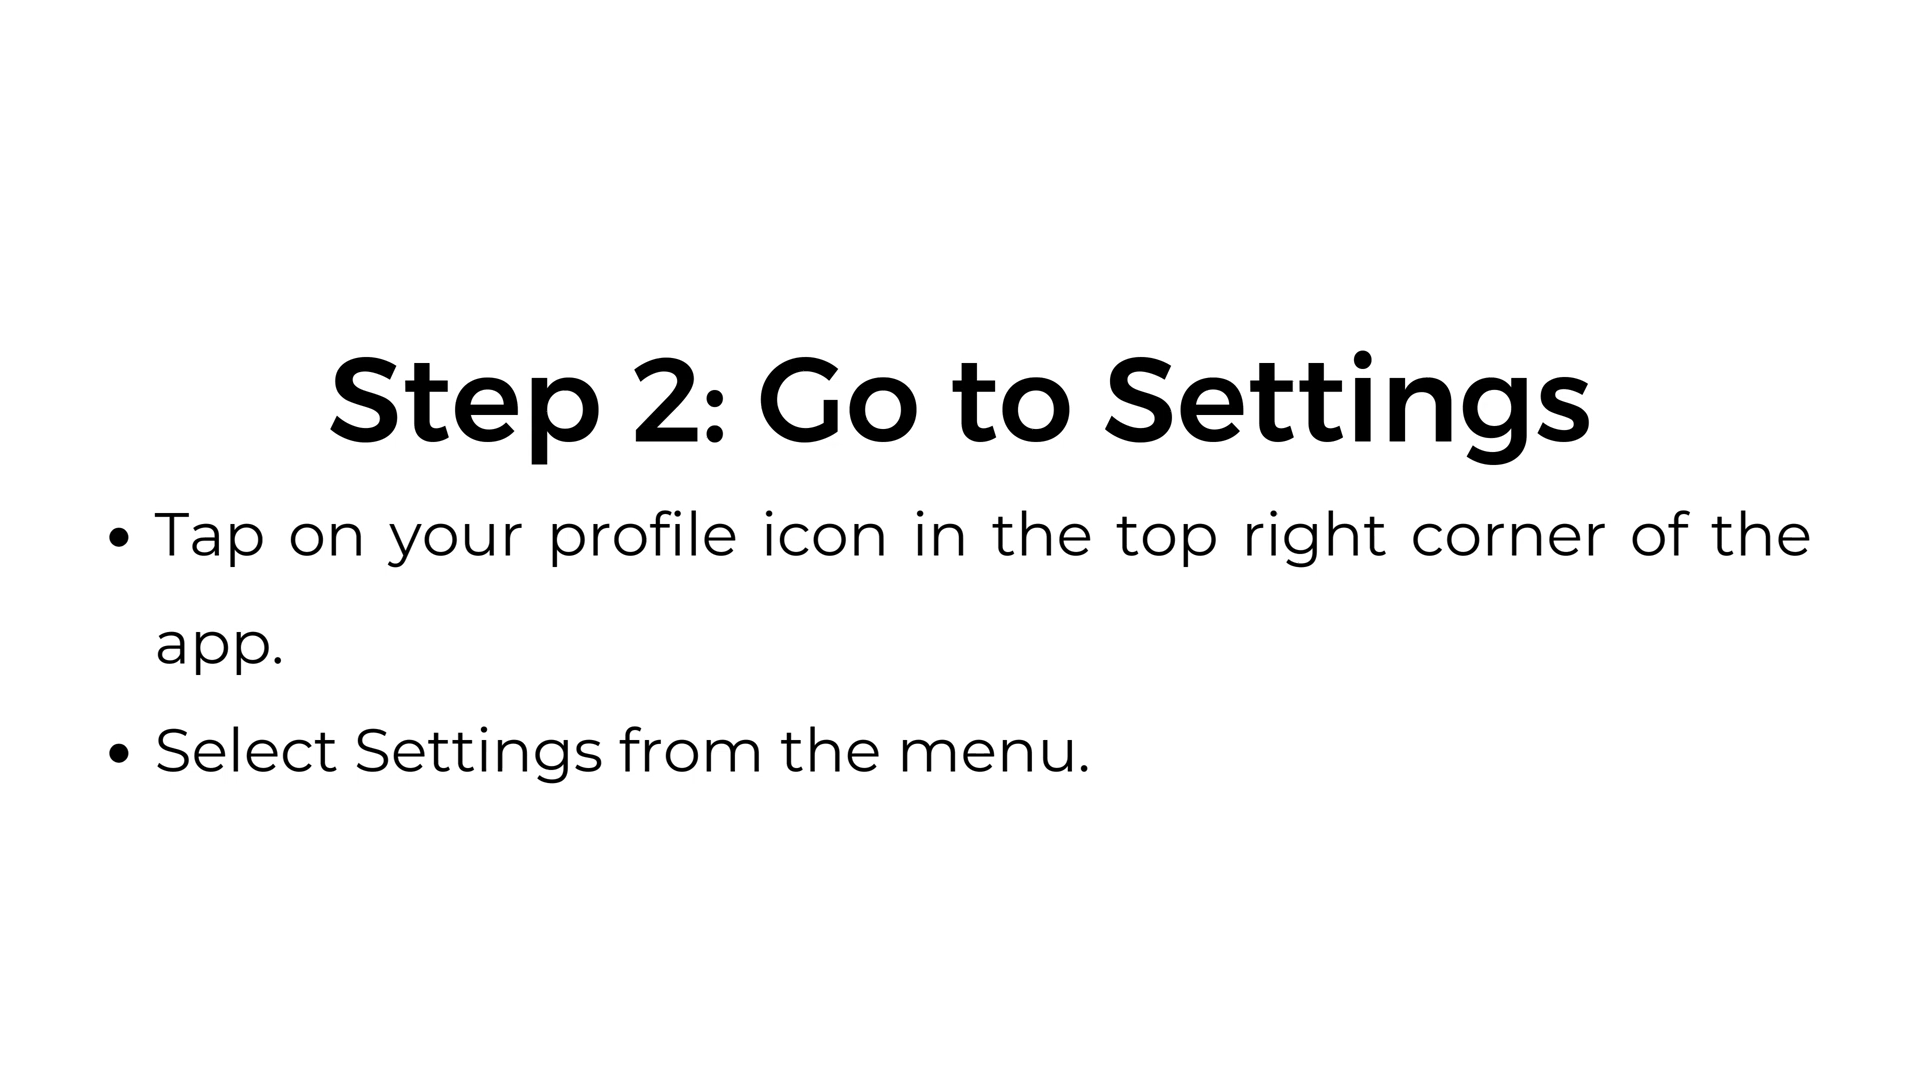 Step 2: Go to Settings
• Tap on your profile icon in the top right corner of the
app.
• Select Settings from the menu.